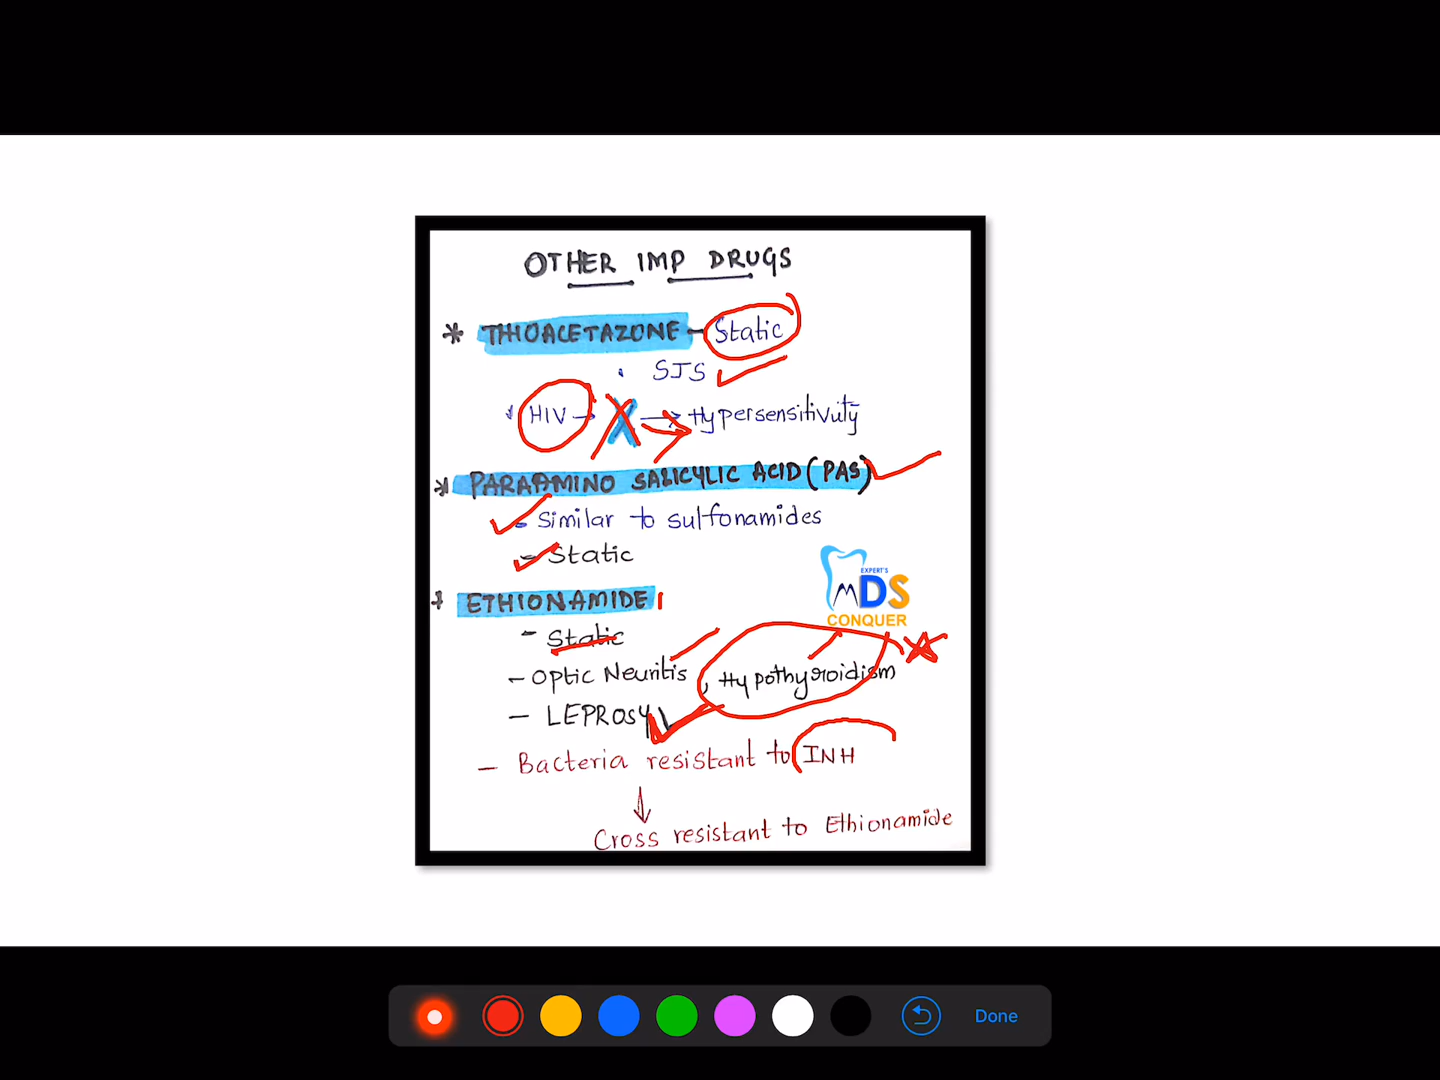 OTHER IMP DRUGS
* THIOACETAZONE - Static
• SJS ✓
• HIV → X → Hypersensitivity
* PARAAMINO SALICYLIC ACID (PAS)
- Similar to sulfonamides
- Static
EXPERT'S
MDS
CONQUER
* ETHIONAMIDE
- Static
- Optic Neuritis, Hypothyroidism
- LEPROSY
- Bacteria resistant to INH
↓
Cross resistant to Ethionamide
Done